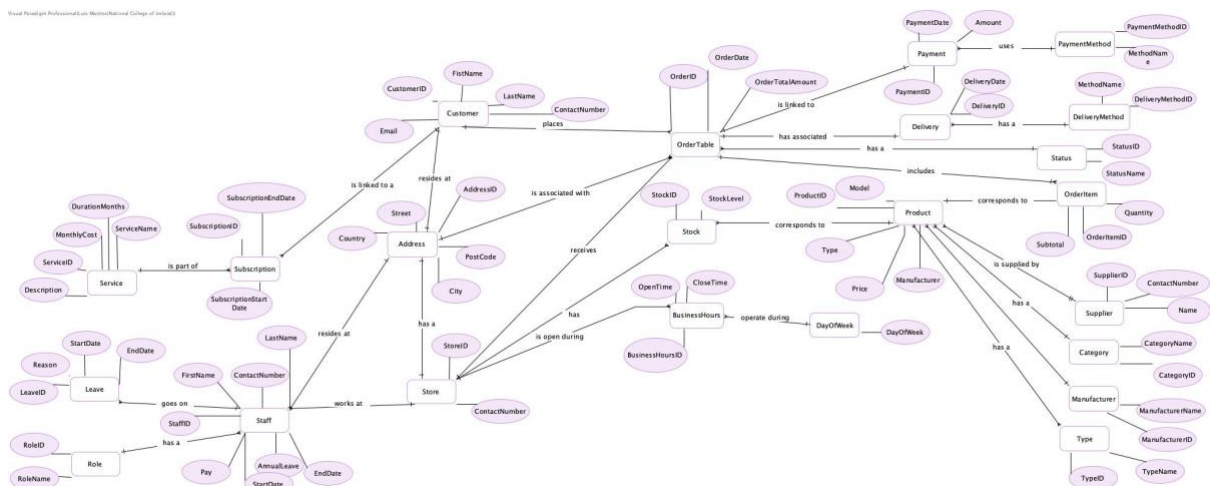 Visual Paradigm Professional(Luis Montes(National College of Ireland))
PaymentDate
Amount
Payment
uses
PaymentMethod
PaymentMethodID
MethodNam
e
PaymentID
is linked to
OrderID
OrderDate
OrderTotalAmount
OrderTable
CustomerID
FistName
LastName
ContactNumber
Email
Customer
places
DeliveryDate
DeliveryID
Delivery
has associated
has a
MethodName
DeliveryMethodID
DeliveryMethod
has a
Status
StatusID
StatusName
includes
OrderItem
Quantity
OrderItemID
Subtotal
corresponds to
ProductID
Model
Product
Type
Price
Manufacturer
StockID
StockLevel
Stock
corresponds to
is linked to a
resides at
is associated with
AddressID
Street
Country
Address
PostCode
City
SubscriptionEndDate
SubscriptionID
Subscription
SubscriptionStart
Date
DurationMonths
MonthlyCost
ServiceName
ServiceID
Description
Service
is part of
receives
has
is open during
OpenTime
CloseTime
BusinessHours
BusinessHoursID
operate during
DayOfWeek
DayOfWeek
is supplied by
SupplierID
ContactNumber
Name
Supplier
has a
CategoryName
CategoryID
Category
has a
Manufacturer
ManufacturerName
ManufacturerID
Type
TypeID
TypeName
resides at
has a
StoreID
Store
ContactNumber
works at
LastName
FirstName
ContactNumber
StaffID
Staff
Pay
StartDate
AnnualLeave
EndDate
StartDate
EndDate
Reason
LeaveID
Leave
goes on
RoleID
RoleName
Role
has a